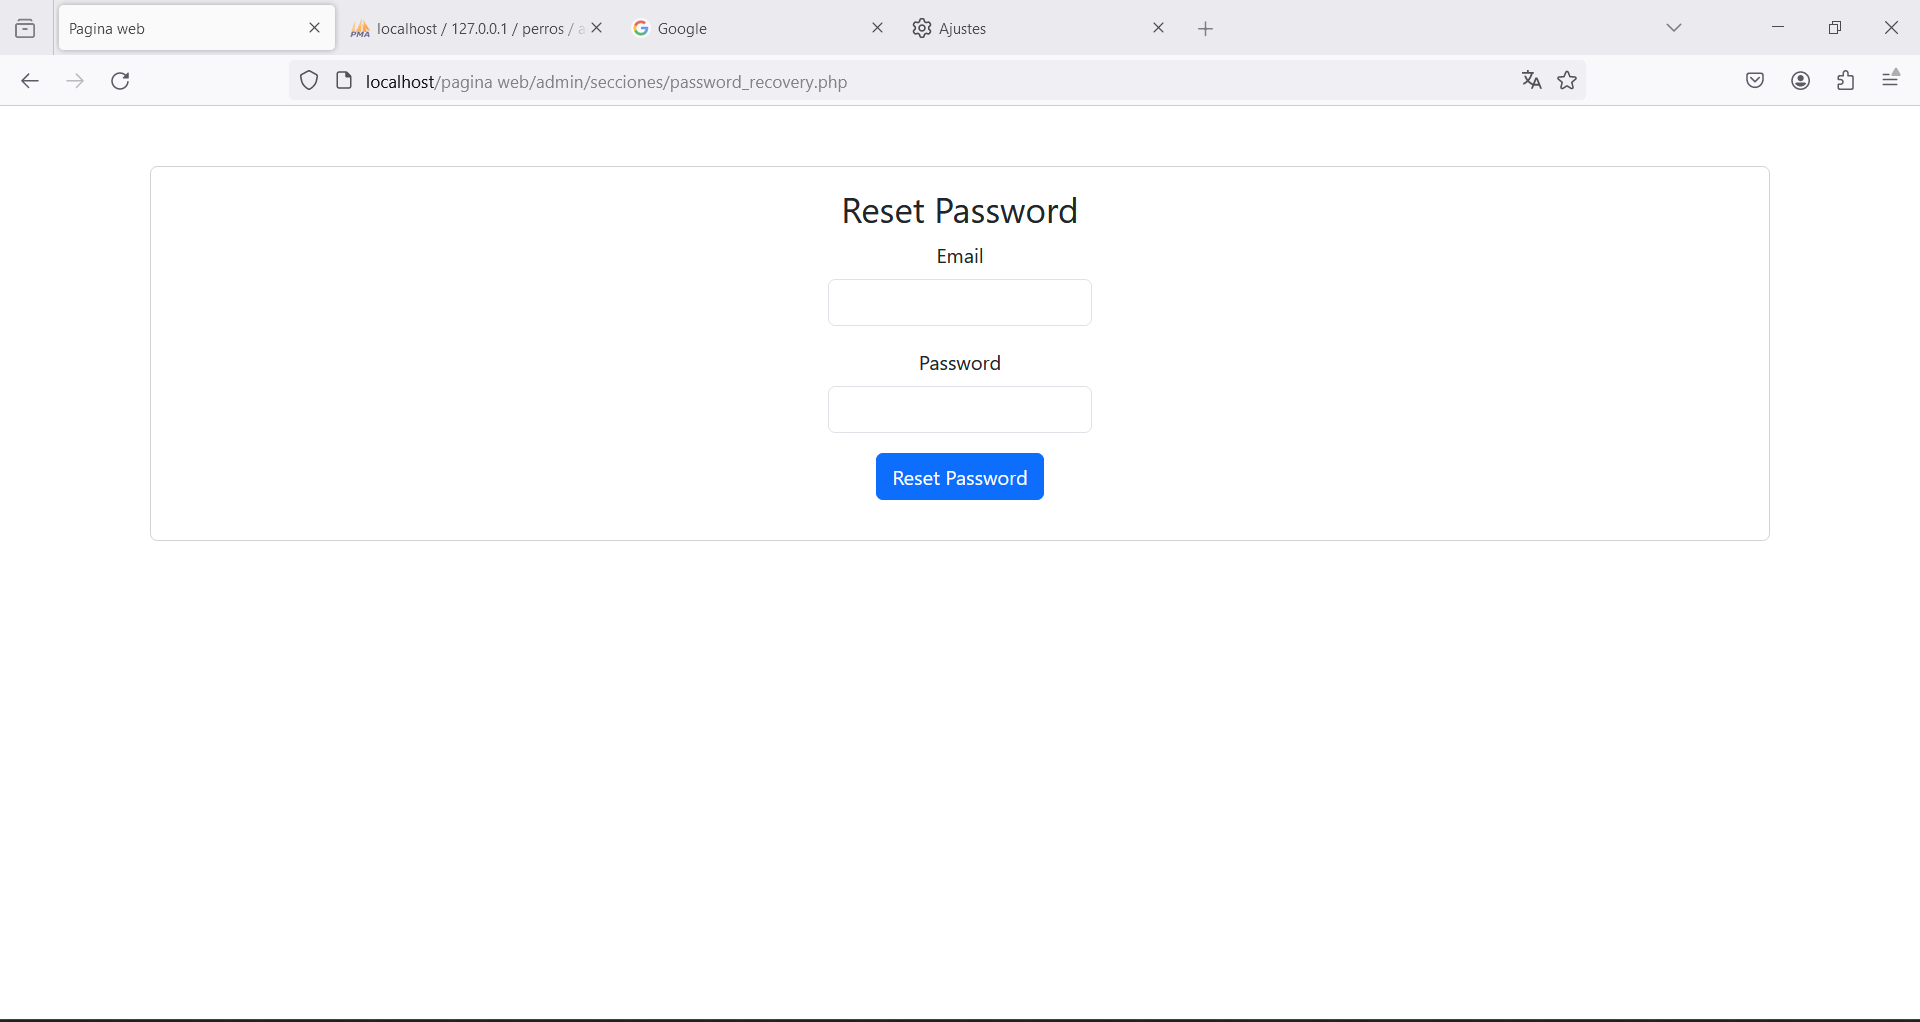 Pagina web
localhost / 127.0.0.1 / perros / a
Google
Ajustes
localhost/pagina web/admin/secciones/password_recovery.php
Reset Password
Email
Password
Reset Password